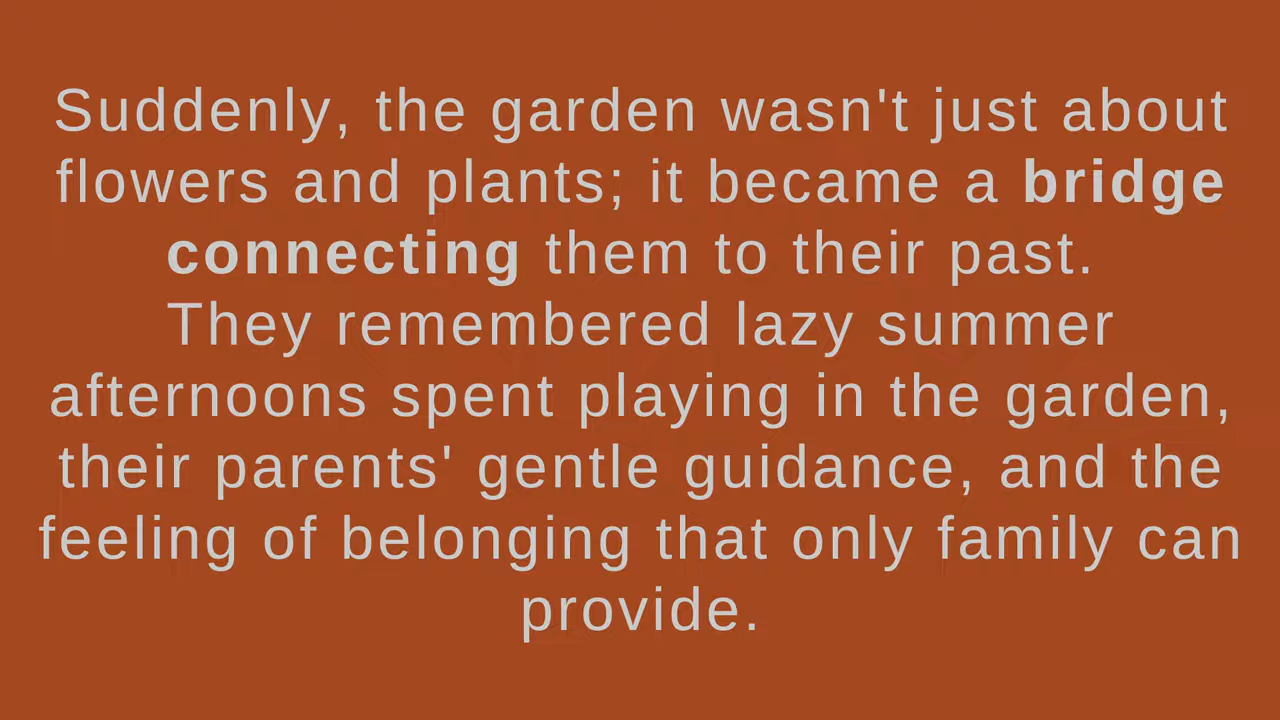 Suddenly, the garden wasn't just about
flowers and plants; it became a bridge
connecting them to their past.
They remembered lazy summer
afternoons spent playing in the garden,
their parents' gentle guidance, and the
feeling of belonging that only family can
provide.